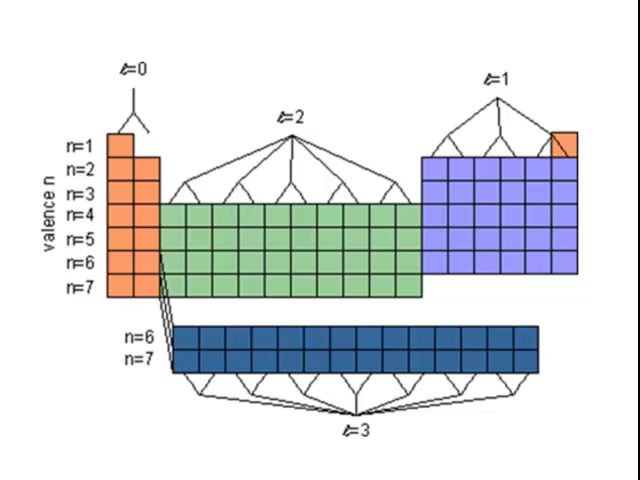 ℓ=0
ℓ=1
ℓ=2
n=1
n=2
n=3
n=4
n=5
n=6
n=7
valence n
n=6
n=7
ℓ=3